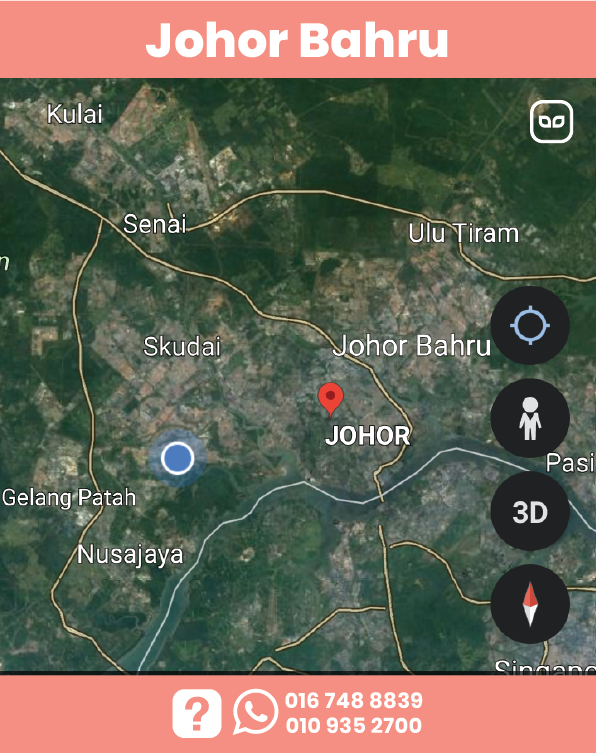 Johor Bahru
Kulai
Senai
Ulu Tiram
n
Skudai
Johor Bahru
JOHOR
Pasi
Gelang Patah
3D
Nusajaya
Singapo
?
016 748 8839
010 935 2700